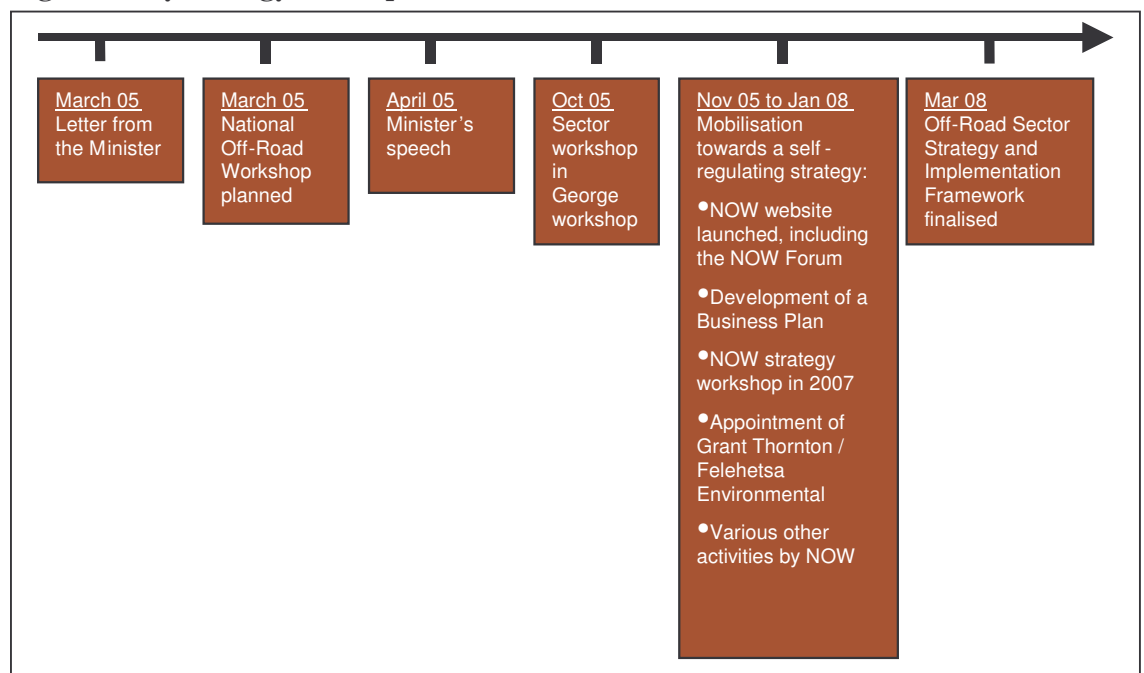 March 05
Letter from
the Minister
March 05
National
Off-Road
Workshop
planned
April 05
Minister's
speech
Oct 05
Sector
workshop
in
George
workshop
Nov 05 to Jan 08
Mobilisation
towards a self -
regulating strategy:
•NOW website
launched, including
the NOW Forum
•Development of a
Business Plan
•NOW strategy
workshop in 2007
•Appointment of
Grant Thornton /
Felehetsa
Environmental
•Various other
activities by NOW
Mar 08
Off-Road Sector
Strategy and
Implementation
Framework
finalised